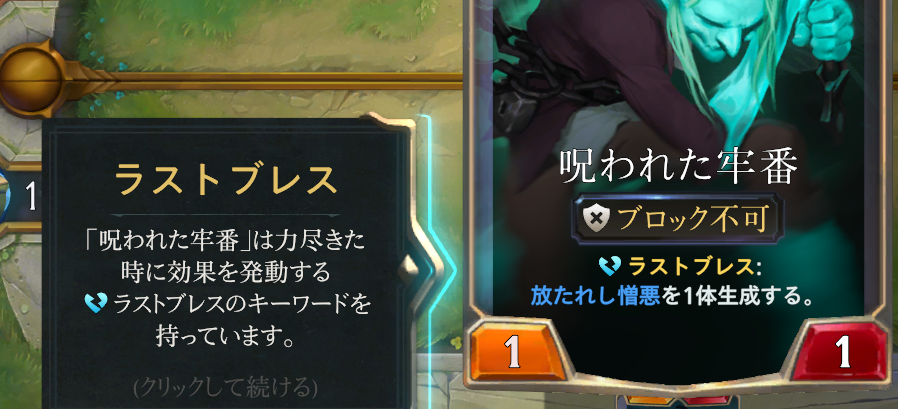 1
ラストブレス
「呪われた牢番」は力尽きた
時に効果を発動する
ラストブレスのキーワードを
持っています。
(クリックして続ける)
呪われた牢番
ブロック不可
ラストブレス:
放たれし憎悪を1体生成する。
1
1